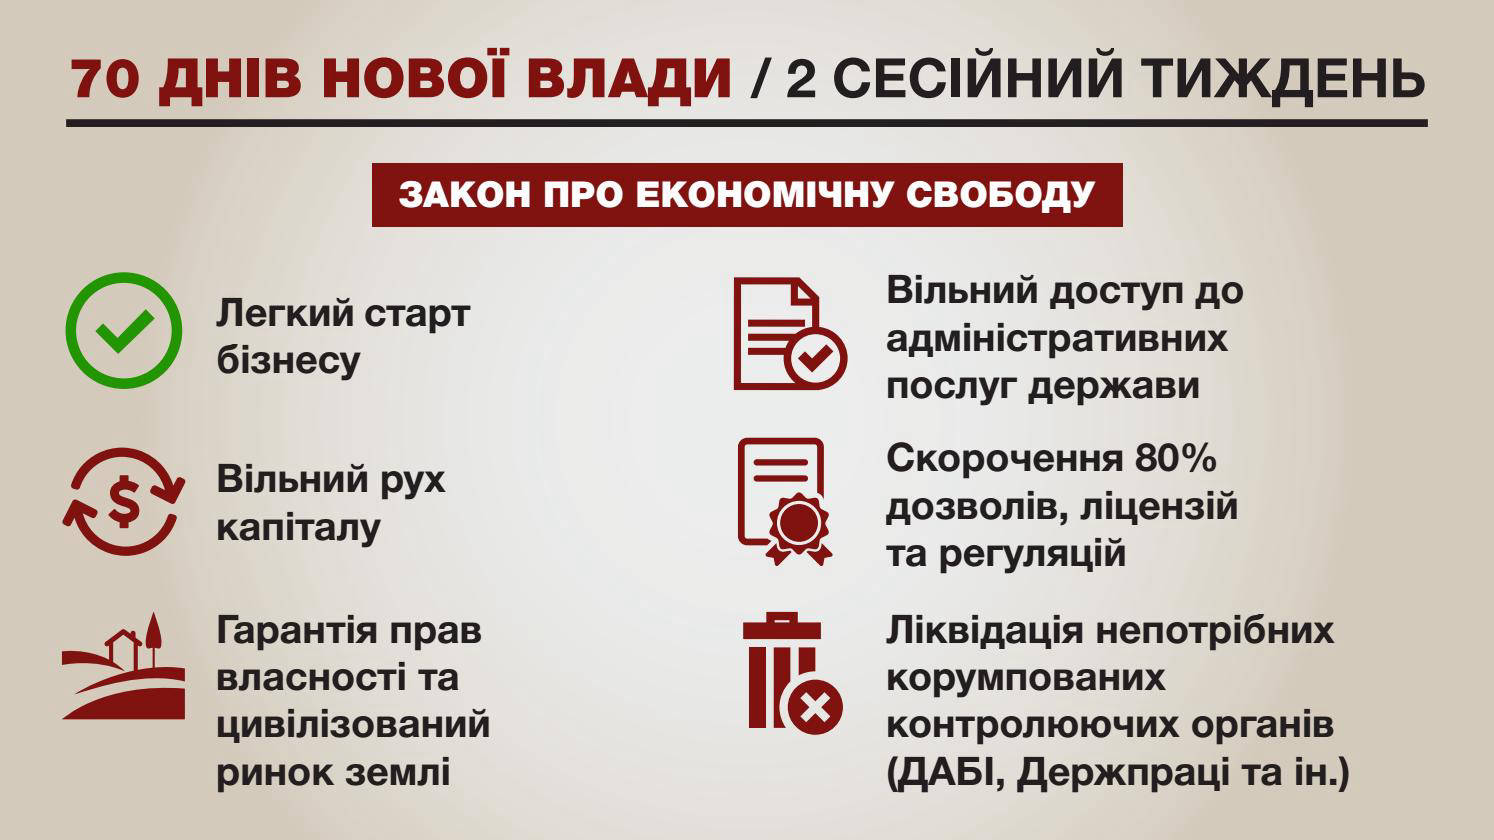 70 ДНІВ НОВОЇ ВЛАДИ / 2 СЕСІЙНИЙ ТИЖДЕНЬ
ЗАКОН ПРО ЕКОНОМІЧНУ СВОБОДУ
Легкий старт
бізнесу
$
Вільний рух
капіталу
Гарантія прав
власності та
цивілізований
ринок землі
Вільний доступ до
адміністративних
послуг держави
Скорочення 80%
дозволів, ліцензій
та регуляцій
Ліквідація непотрібних
корумпованих
контролюючих органів
(ДАБІ, Держпраці та ін.)